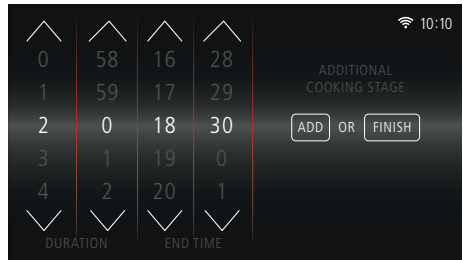 10:10
0 58 16 28
1 59 17 29
2 0 18 30
3 1 19 0
4 2 20 1
DURATION END TIME
ADDITIONAL
COOKING STAGE
ADD OR FINISH